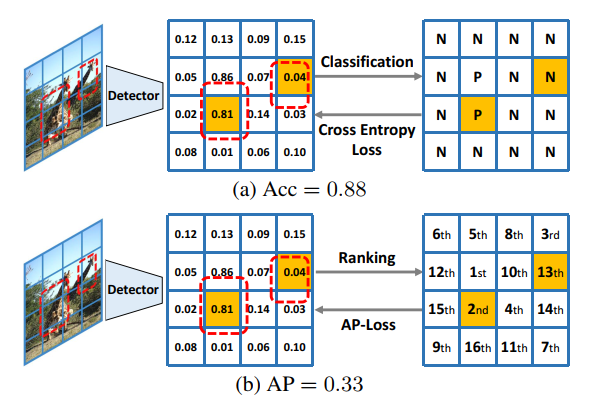 Detector
0.12 0.13 0.09 0.15
0.05 0.86 0.07 0.04
0.02 0.81 0.14 0.03
0.08 0.01 0.06 0.10
Classification
Cross Entropy
Loss
N N N N
N P N N
N P N N
N N N N
(a) Acc = 0.88
Detector
0.12 0.13 0.09 0.15
0.05 0.86 0.07 0.04
0.02 0.81 0.14 0.03
0.08 0.01 0.06 0.10
Ranking
AP-Loss
6th 5th 8th 3rd
12th 1st 10th 13th
15th 2nd 4th 14th
9th 16th 11th 7th
(b) AP = 0.33